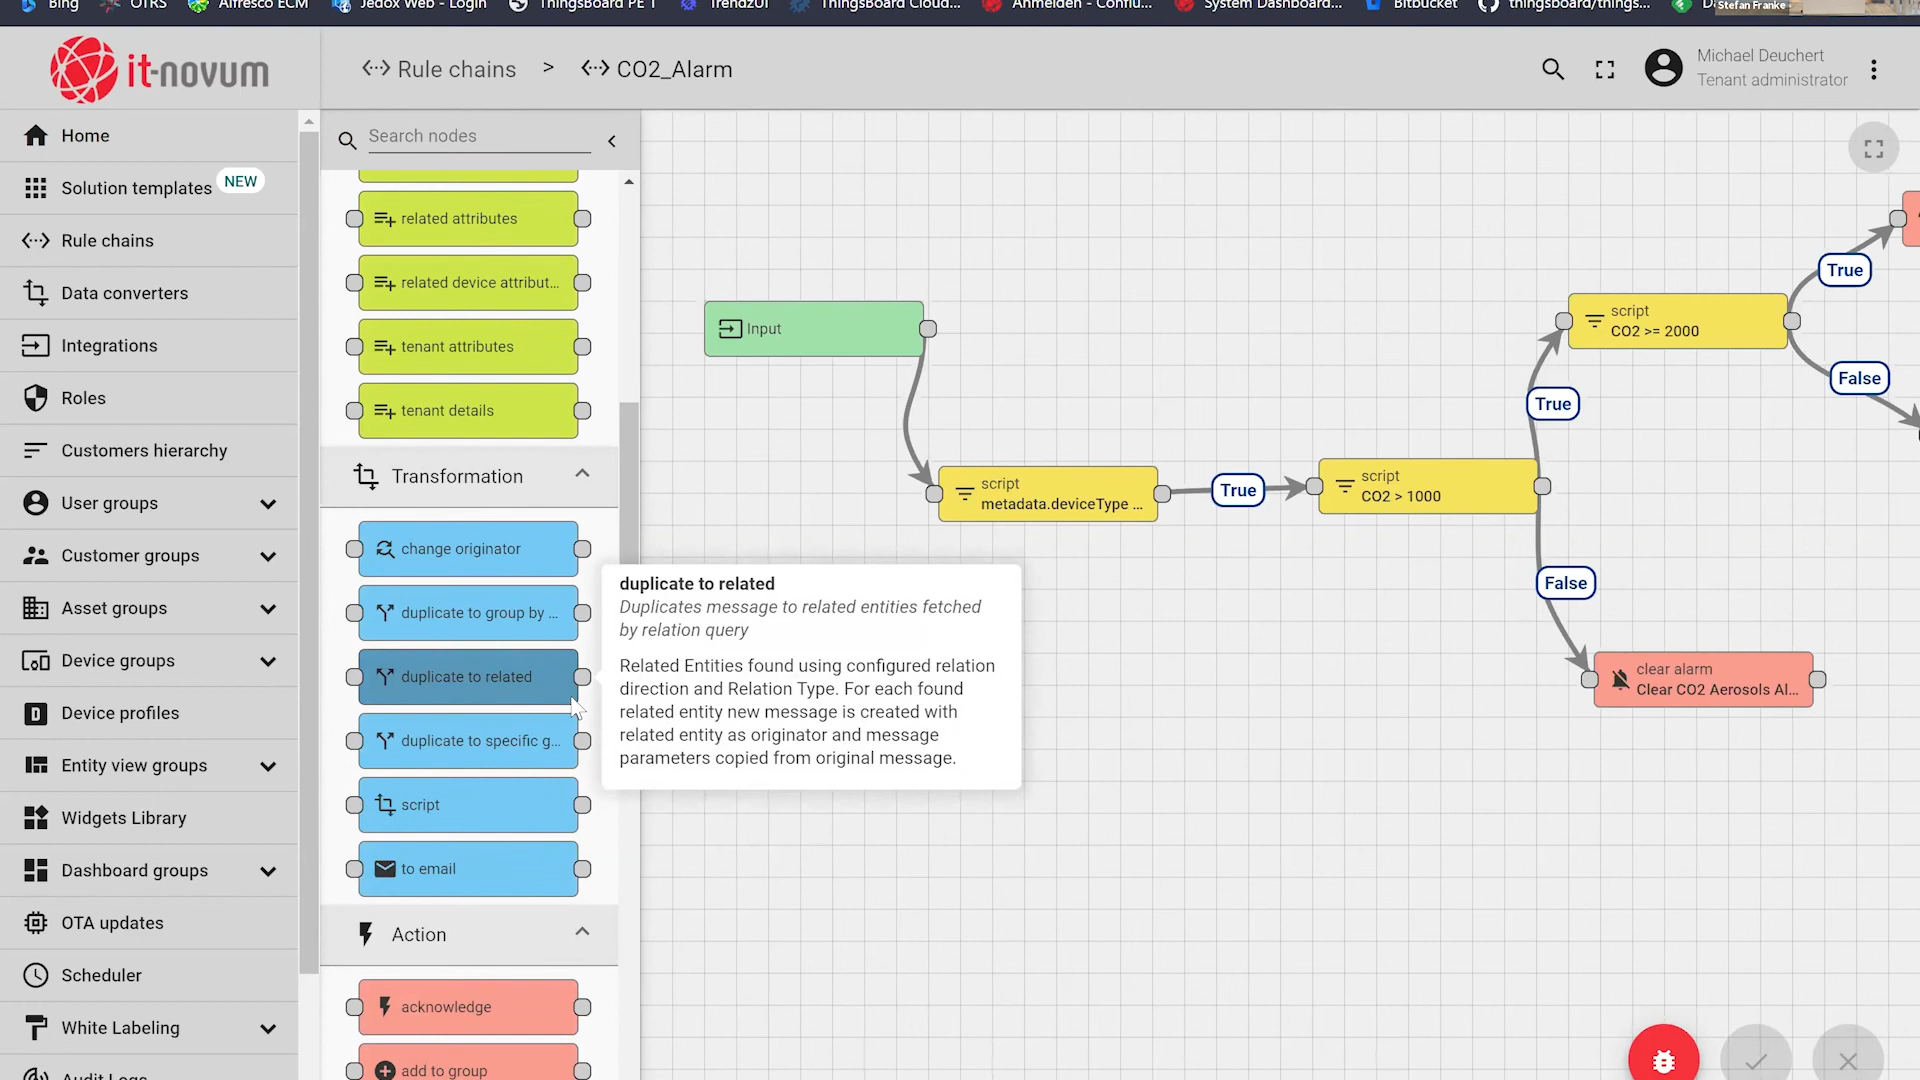 Bing
OTRS
Alfresco ECM
Jedox Web - Login
ThingsBoard PE
TrendzUI
ThingsBoard Cloud...
Anmelden - Conflu...
System Dashboard...
Bitbucket
thingsboard/things...
Stefan Franke
it-novum
Rule chains > CO2_Alarm
Michael Deuchert
Tenant administrator
Home
Solution templates NEW
Rule chains
Data converters
Integrations
Roles
Customers hierarchy
User groups
Customer groups
Asset groups
Device groups
Device profiles
Entity view groups
Widgets Library
Dashboard groups
OTA updates
Scheduler
White Labeling
Audit Logs
Search nodes
related attributes
related device attribut...
tenant attributes
tenant details
Transformation
change originator
duplicate to group by ...
duplicate to related
duplicate to specific g...
script
to email
Action
acknowledge
add to group
duplicate to related
Duplicates message to related entities fetched
by relation query
Related Entities found using configured relation
direction and Relation Type. For each found
related entity new message is created with
related entity as originator and message
parameters copied from original message.
Input
script
metadata.deviceType ...
True
script
CO2 > 1000
True
False
script
CO2 >= 2000
True
False
clear alarm
Clear CO2 Aerosols Al...